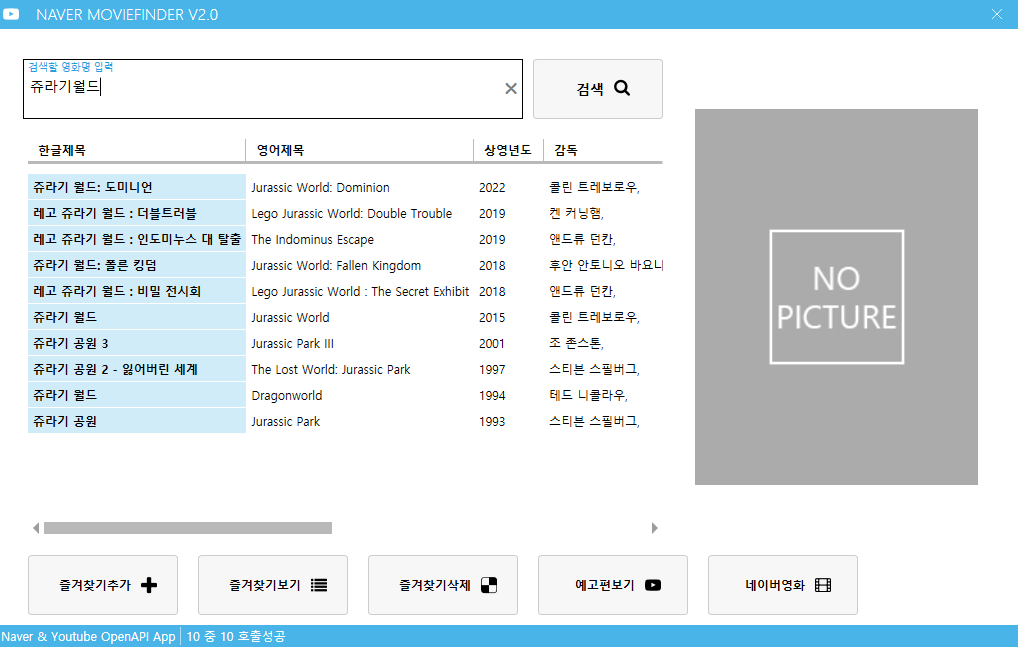 NAVER MOVIEFINDER V2.0
검색할 영화명 입력
쥬라기월드
검색
한글제목 영어제목 상영년도 감독
쥬라기 월드: 도미니언 Jurassic World: Dominion 2022 콜린 트레보로우,
레고 쥬라기 월드 : 더블트러블 Lego Jurassic World: Double Trouble 2019 켄 커닝햄,
레고 쥬라기 월드 : 인도미누스 대 탈출 The Indominus Escape 2019 앤드류 던칸,
쥬라기 월드: 폴른 킹덤 Jurassic World: Fallen Kingdom 2018 후안 안토니오 바요나
레고 쥬라기 월드 : 비밀 전시회 Lego Jurassic World : The Secret Exhibit 2018 앤드류 던칸,
쥬라기 월드 Jurassic World 2015 콜린 트레보로우,
쥬라기 공원 3 Jurassic Park III 2001 조 존스톤,
쥬라기 공원 2 - 잃어버린 세계 The Lost World: Jurassic Park 1997 스티븐 스필버그,
쥬라기 월드 Dragonworld 1994 테드 니콜라우,
쥬라기 공원 Jurassic Park 1993 스티븐 스필버그,
NO
PICTURE
즐겨찾기추가 즐겨찾기보기 즐겨찾기삭제 예고편보기 네이버영화
Naver & Youtube OpenAPI App 10 중 10 호출성공